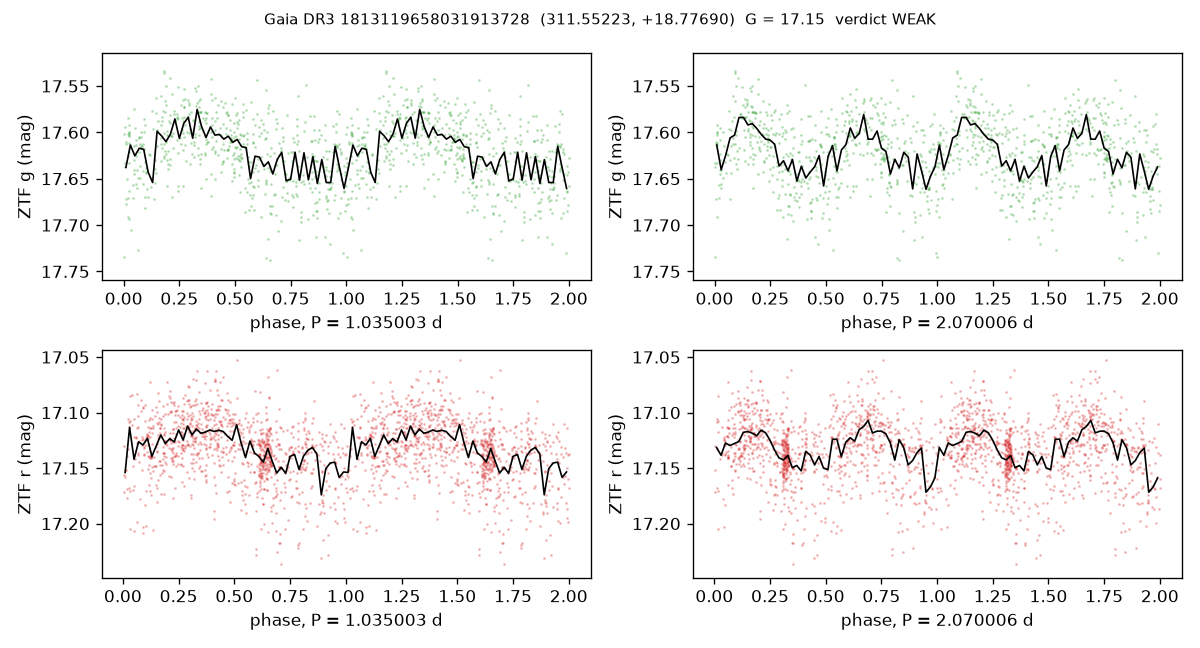 Gaia DR3 1813119658031913728  (311.55223, +18.77690)  G = 17.15  verdict WEAK
ZTF g (mag)
17.55
17.60
17.65
17.70
17.75
0.00 0.25 0.50 0.75 1.00 1.25 1.50 1.75 2.00
phase, P = 1.035003 d
ZTF g (mag)
17.55
17.60
17.65
17.70
17.75
0.00 0.25 0.50 0.75 1.00 1.25 1.50 1.75 2.00
phase, P = 2.070006 d
ZTF r (mag)
17.05
17.10
17.15
17.20
0.00 0.25 0.50 0.75 1.00 1.25 1.50 1.75 2.00
phase, P = 1.035003 d
ZTF r (mag)
17.05
17.10
17.15
17.20
0.00 0.25 0.50 0.75 1.00 1.25 1.50 1.75 2.00
phase, P = 2.070006 d